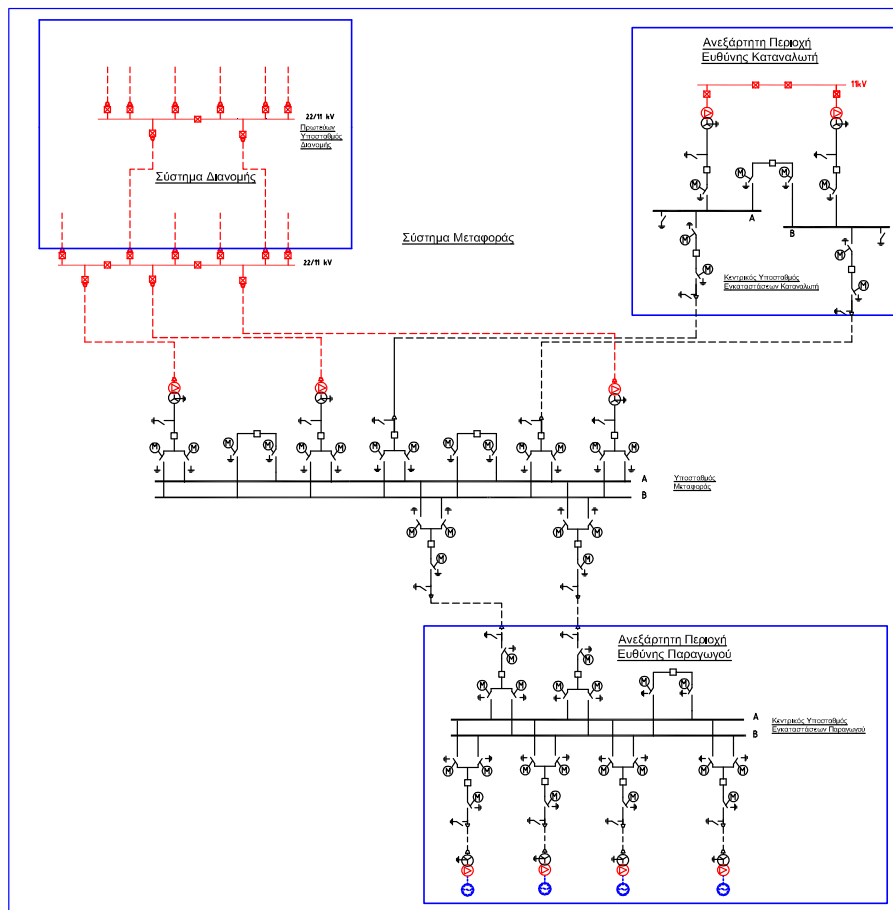 Ανεξάρτητη Περιοχή
Ευθύνης Καταναλωτή
11kV
22/11 kV
Πρωτεύων
Υποσταθμός
Διανομής
Σύστημα Διανομής
22/11 kV
Σύστημα Μεταφοράς
M
M
M
M
A
B
M
M
M
M
Κεντρικός Υποσταθμός
Εγκαταστάσεων Καταναλωτή
M
M
M
M
M
M
M
M
M
M
M
M
M
M
A
B
Υποσταθμός
Μεταφοράς
M
M
M
M
M
M
Ανεξάρτητη Περιοχή
Ευθύνης Παραγωγού
M
M
M
M
M
M
M
M
A
B
Κεντρικός Υποσταθμός
Εγκαταστάσεων Παραγωγού
M
M
M
M
M
M
M
M
M
M
M
M